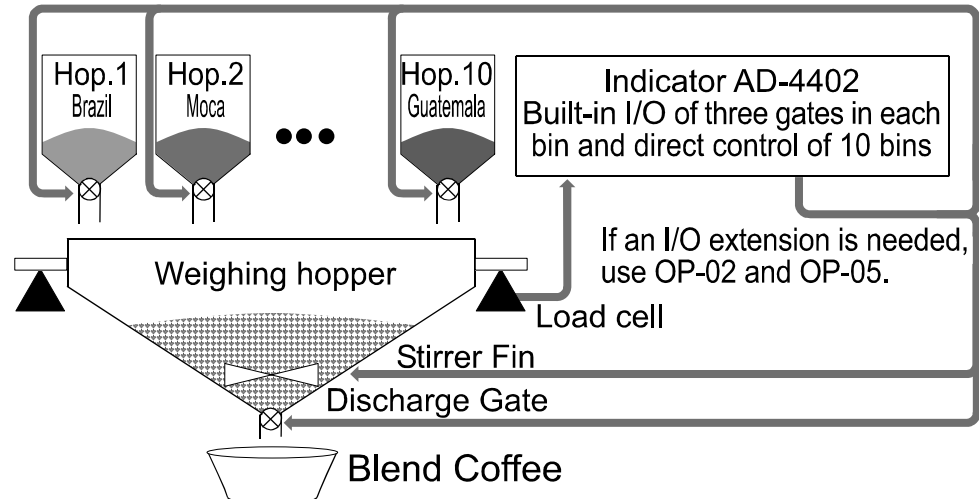 Hop.1
Brazil
Hop.2
Moca
Hop.10
Guatemala
Indicator AD-4402
Built-in I/O of three gates in each
bin and direct control of 10 bins
If an I/O extension is needed,
use OP-02 and OP-05.
Weighing hopper
Load cell
Stirrer Fin
Discharge Gate
Blend Coffee